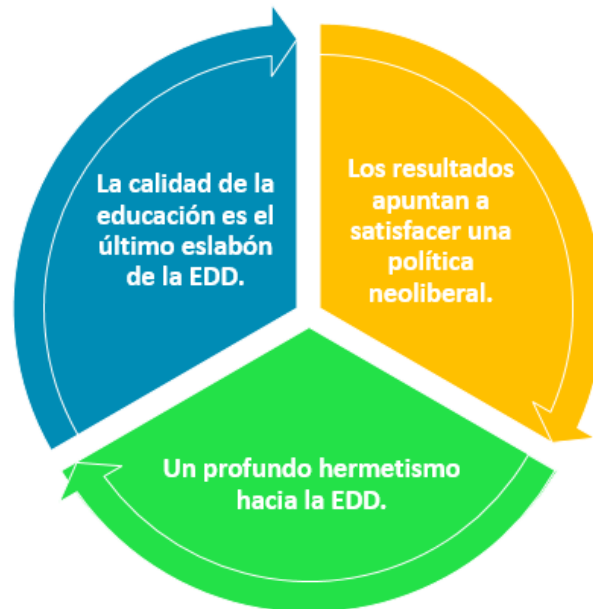 La calidad de la
educación es el
último eslabón
de la EDD.
Los resultados
apuntan a
satisfacer una
política
neoliberal.
Un profundo hermetismo
hacia la EDD.